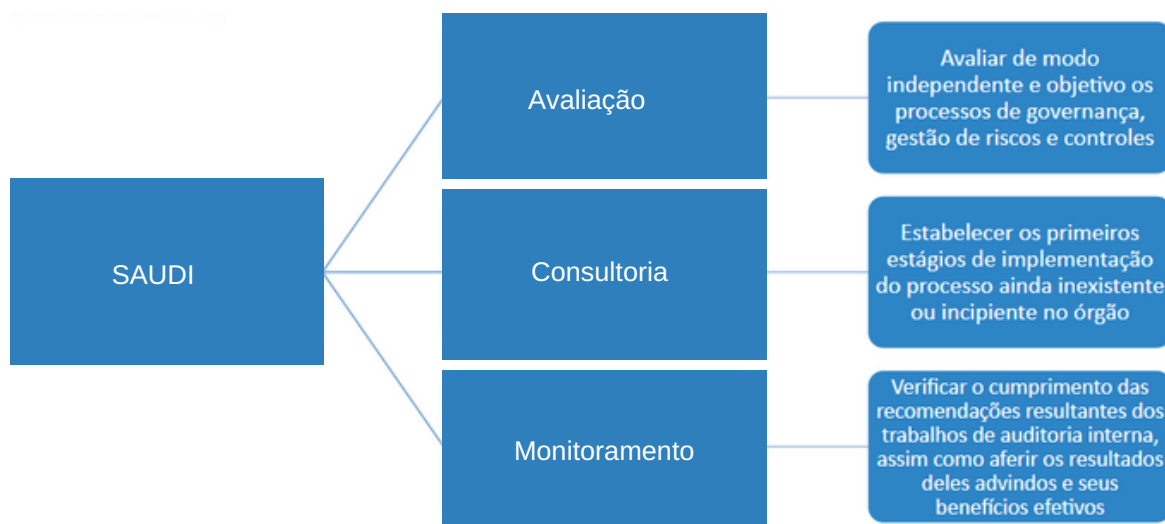 SAUDI
Avaliação
Avaliar de modo
independente e objetivo os
processos de governança,
gestão de riscos e controles
Consultoria
Estabelecer os primeiros
estágios de implementação
do processo ainda inexistente
ou incipiente no órgão
Monitoramento
Verificar o cumprimento das
recomendações resultantes dos
trabalhos de auditoria interna,
assim como aferir os resultados
deles advindos e seus
benefícios efetivos